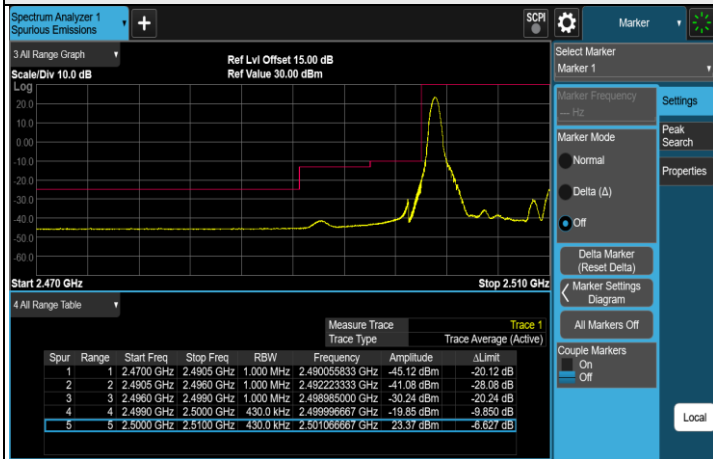 Spectrum Analyzer 1
Spurious Emissions
SCPI
Marker
3 All Range Graph
Scale/Div 10.0 dB
Ref Lvl Offset 15.00 dB
Ref Value 30.00 dBm
Log
20.0
10.0
0.00
-10.0
-20.0
-30.0
-40.0
-50.0
-60.0
Start 2.470 GHz
Stop 2.510 GHz
4 All Range Table
Measure Trace Trace 1
Trace Type Trace Average (Active)
Spur Range Start Freq Stop Freq RBW Frequency Amplitude ΔLimit
1 1 2.4700 GHz 2.4905 GHz 1.000 MHz 2.490055833 GHz -45.12 dBm -20.12 dB
2 2 2.4905 GHz 2.4960 GHz 1.000 MHz 2.492223333 GHz -41.08 dBm -28.08 dB
3 3 2.4960 GHz 2.4990 GHz 1.000 MHz 2.498985000 GHz -30.24 dBm -20.24 dB
4 4 2.4990 GHz 2.5000 GHz 430.0 kHz 2.499996667 GHz -19.85 dBm -9.850 dB
5 5 2.5000 GHz 2.5100 GHz 430.0 kHz 2.501066667 GHz 23.37 dBm -6.627 dB
Select Marker
Marker 1
Marker Frequency
--- Hz
Marker Mode
Normal
Delta (Δ)
Off
Delta Marker
(Reset Delta)
Marker Settings
Diagram
All Markers Off
Couple Markers
On
Off
Settings
Peak
Search
Properties
Local